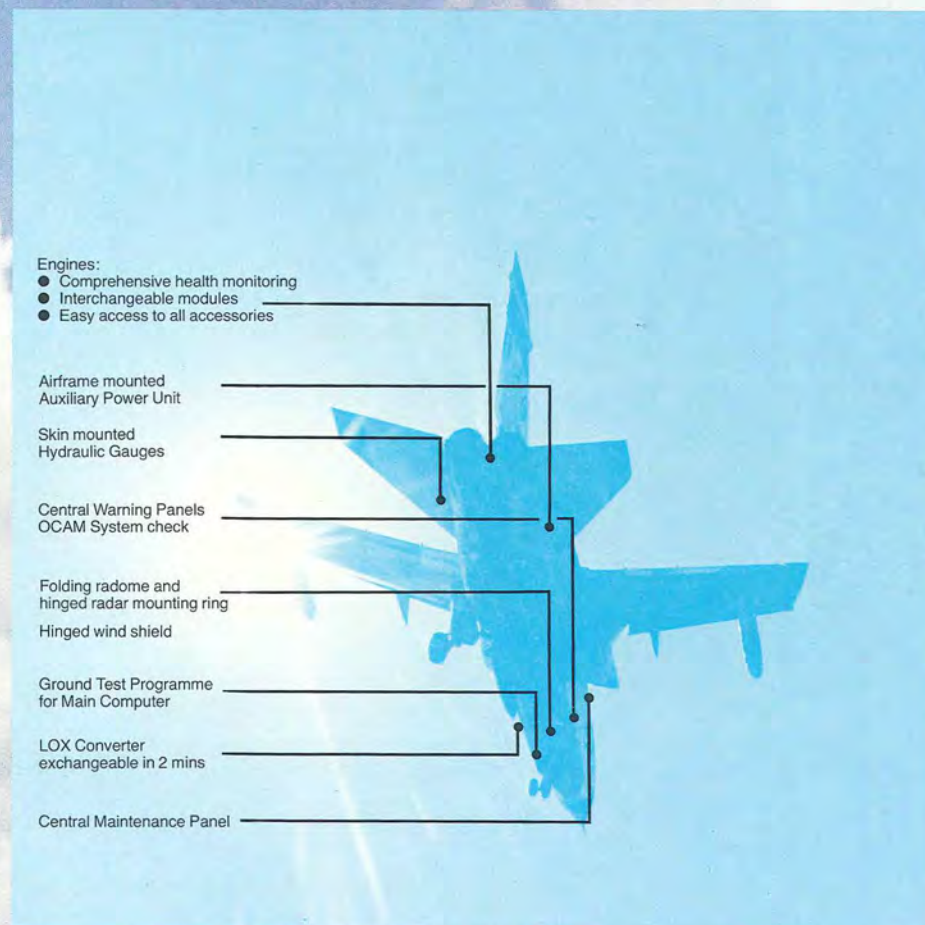 Engines:
● Comprehensive health monitoring
● Interchangeable modules
● Easy access to all accessories
Airframe mounted
Auxiliary Power Unit
Skin mounted
Hydraulic Gauges
Central Warning Panels
OCAM System check
Folding radome and
hinged radar mounting ring
Hinged wind shield
Ground Test Programme
for Main Computer
LOX Converter
exchangeable in 2 mins
Central Maintenance Panel